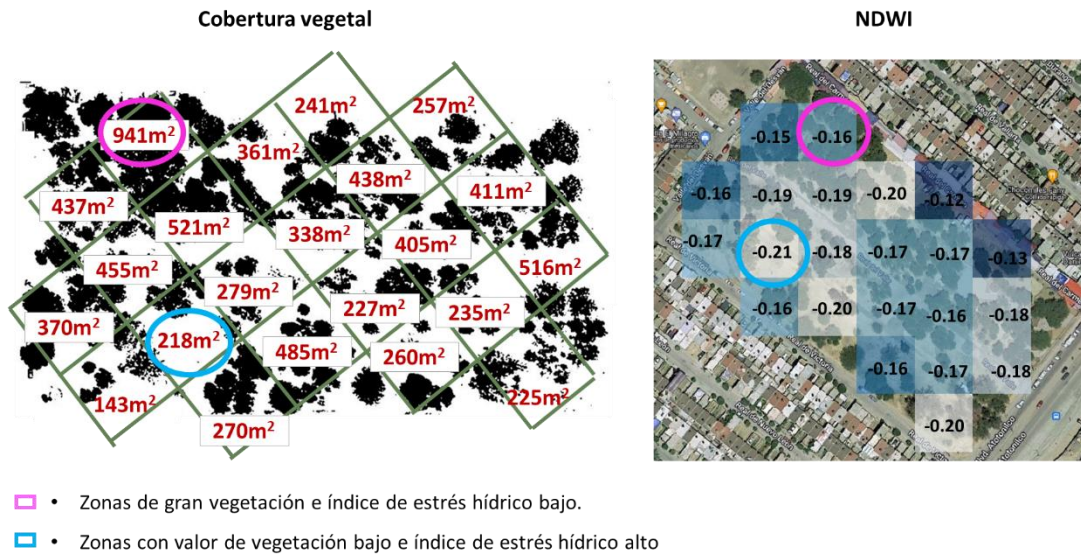 Cobertura vegetal
NDWI
241m²
257m²
941m²
361m²
438m²
411m²
437m²
521m²
338m²
405m²
455m²
516m²
279m²
227m²
235m²
370m²
218m²
485m²
260m²
143m²
225m²
270m²
-0.15
-0.16
-0.16
-0.19
-0.19
-0.20
-0.12
-0.17
-0.21
-0.18
-0.17
-0.17
-0.13
-0.16
-0.20
-0.17
-0.16
-0.18
-0.16
-0.17
-0.18
-0.20
• Zonas de gran vegetación e índice de estrés hídrico bajo.
• Zonas con valor de vegetación bajo e índice de estrés hídrico alto